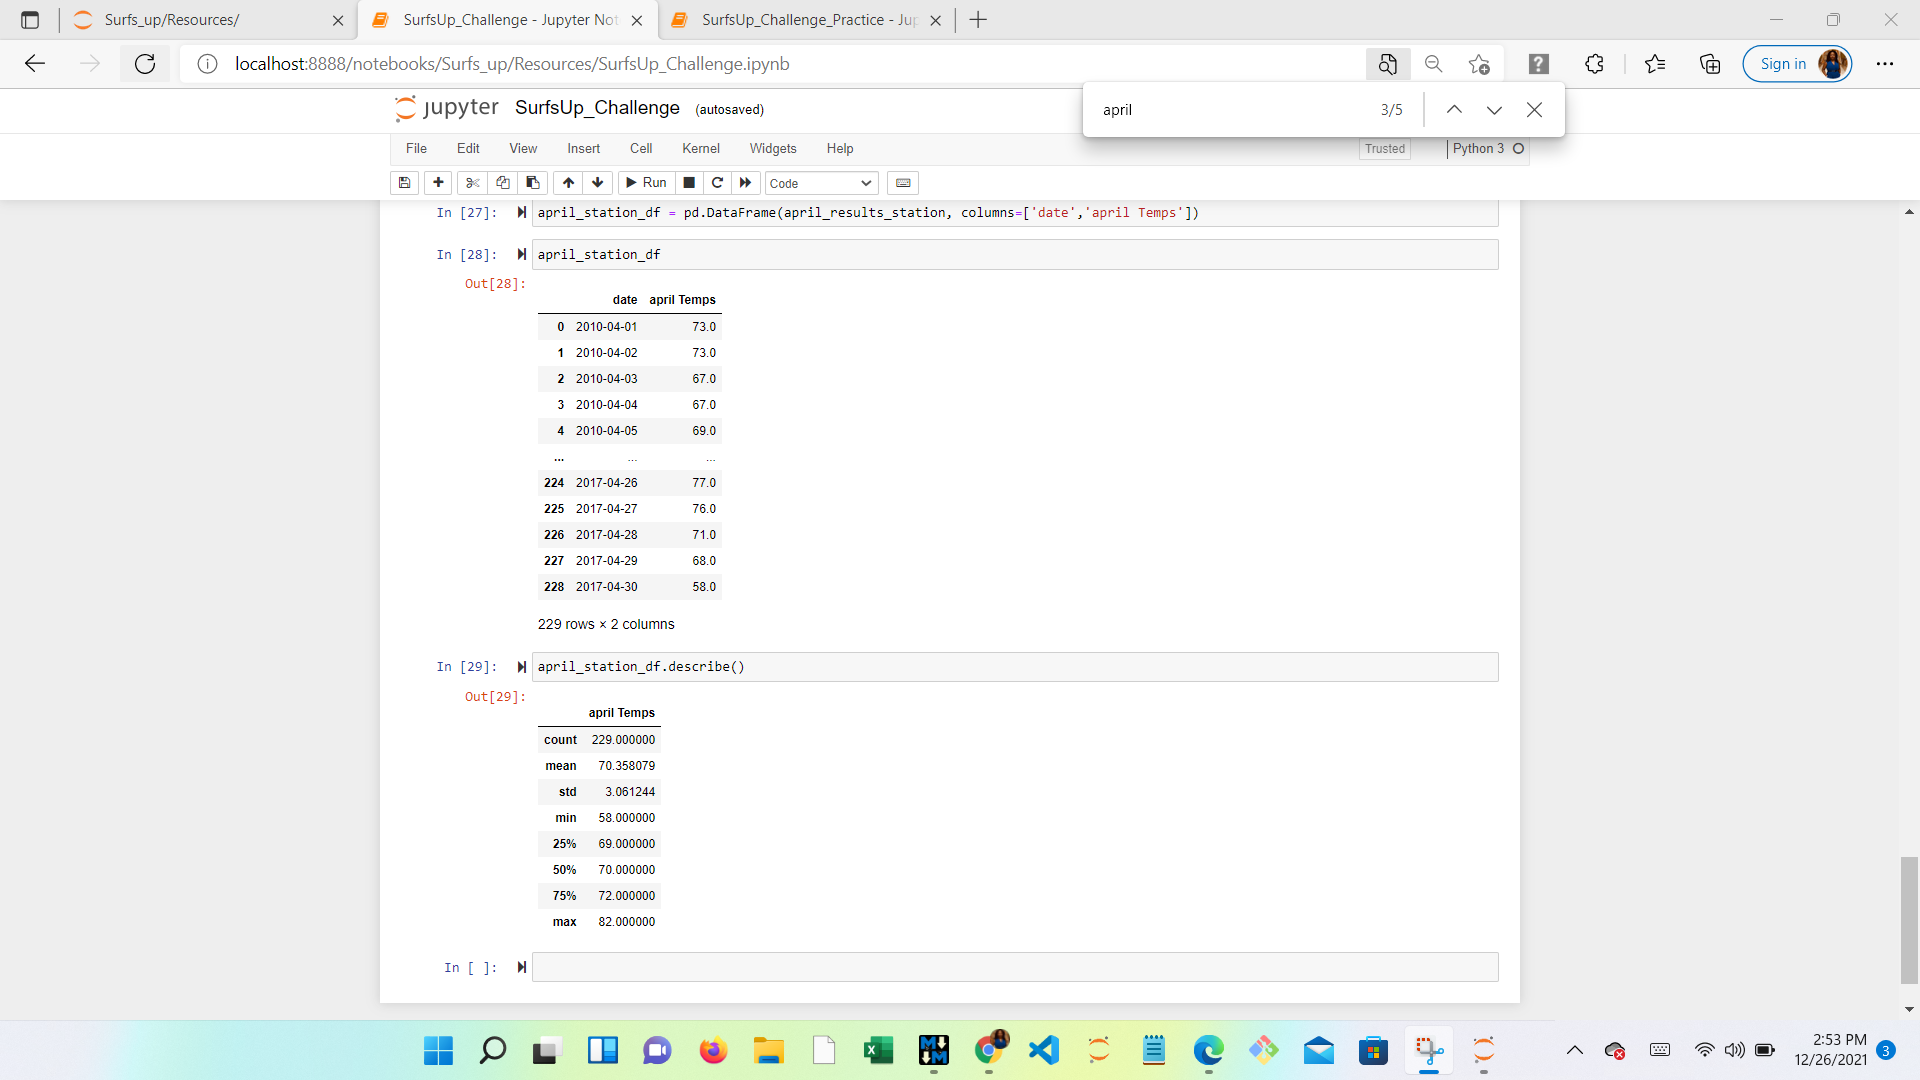 Surfs_up/Resources/
SurfsUp_Challenge - Jupyter Not
SurfsUp_Challenge_Practice - Jup
localhost:8888/notebooks/Surfs_up/Resources/SurfsUp_Challenge.ipynb
Sign in
jupyter SurfsUp_Challenge (autosaved)
april 3/5
File Edit View Insert Cell Kernel Widgets Help
Trusted
Python 3
Run
Code
In [27]: april_station_df = pd.DataFrame(april_results_station, columns=['date','april Temps'])
In [28]: april_station_df
Out[28]:
date april Temps
0 2010-04-01 73.0
1 2010-04-02 73.0
2 2010-04-03 67.0
3 2010-04-04 67.0
4 2010-04-05 69.0
... ... ...
224 2017-04-26 77.0
225 2017-04-27 76.0
226 2017-04-28 71.0
227 2017-04-29 68.0
228 2017-04-30 58.0
229 rows × 2 columns
In [29]: april_station_df.describe()
Out[29]:
april Temps
count 229.000000
mean 70.358079
std 3.061244
min 58.000000
25% 69.000000
50% 70.000000
75% 72.000000
max 82.000000
In [ ]:
2:53 PM
12/26/2021
3